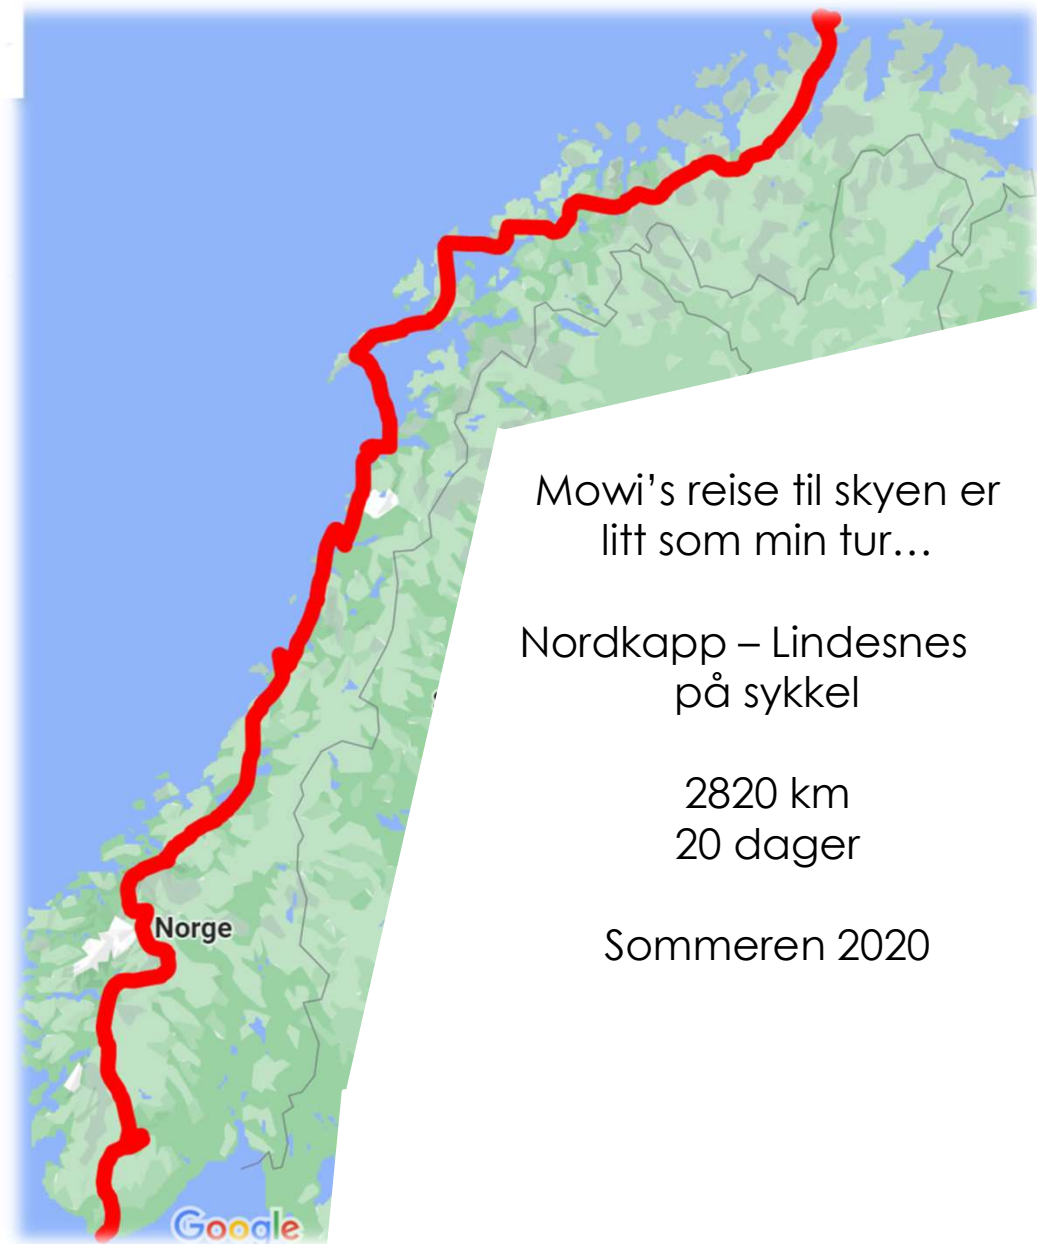 Mowi's reise til skyen er
litt som min tur...
Nordkapp – Lindesnes
på sykkel
2820 km
20 dager
Sommeren 2020
Norge
Google